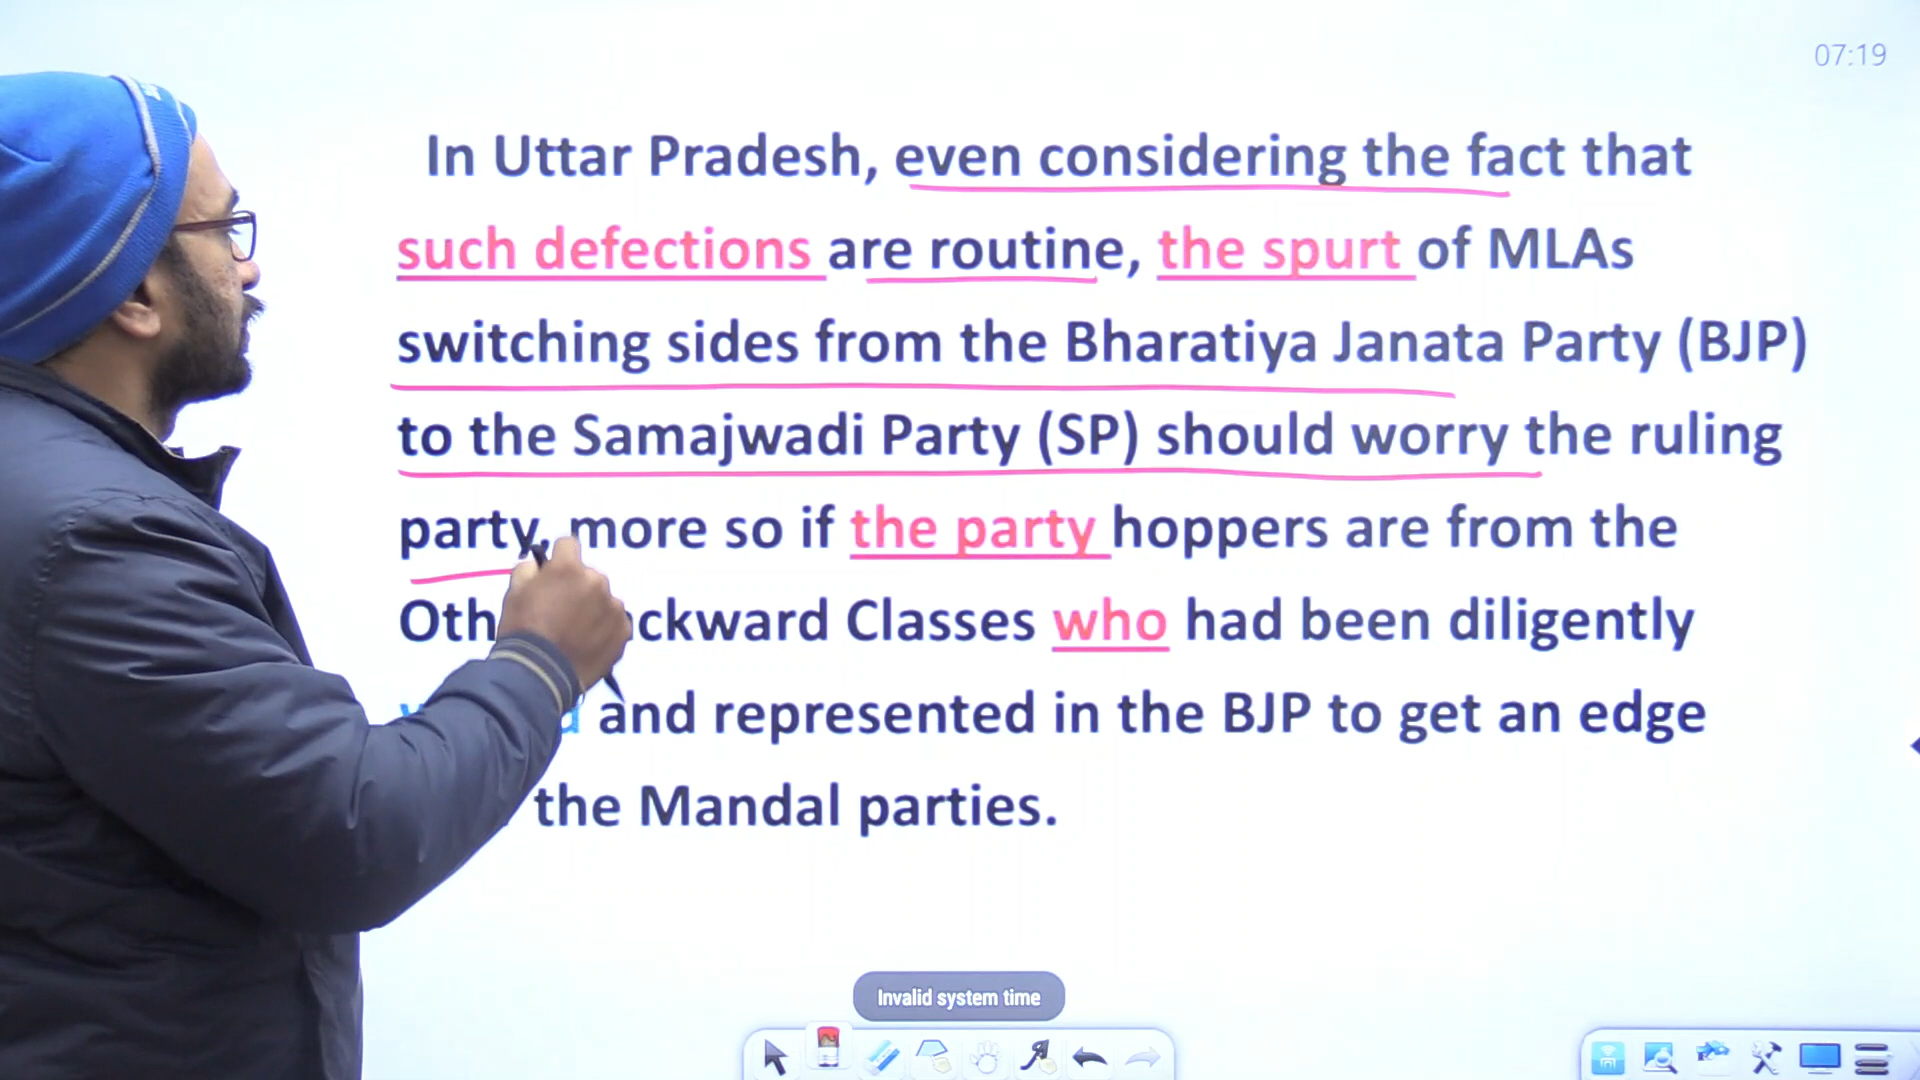 07:19
In Uttar Pradesh, even considering the fact that
such defections are routine, the spurt of MLAs
switching sides from the Bharatiya Janata Party (BJP)
to the Samajwadi Party (SP) should worry the ruling
party, more so if the party hoppers are from the
Classes who had been diligently
and represented in the BJP to get an edge
the Mandal parties.
Invalid system time